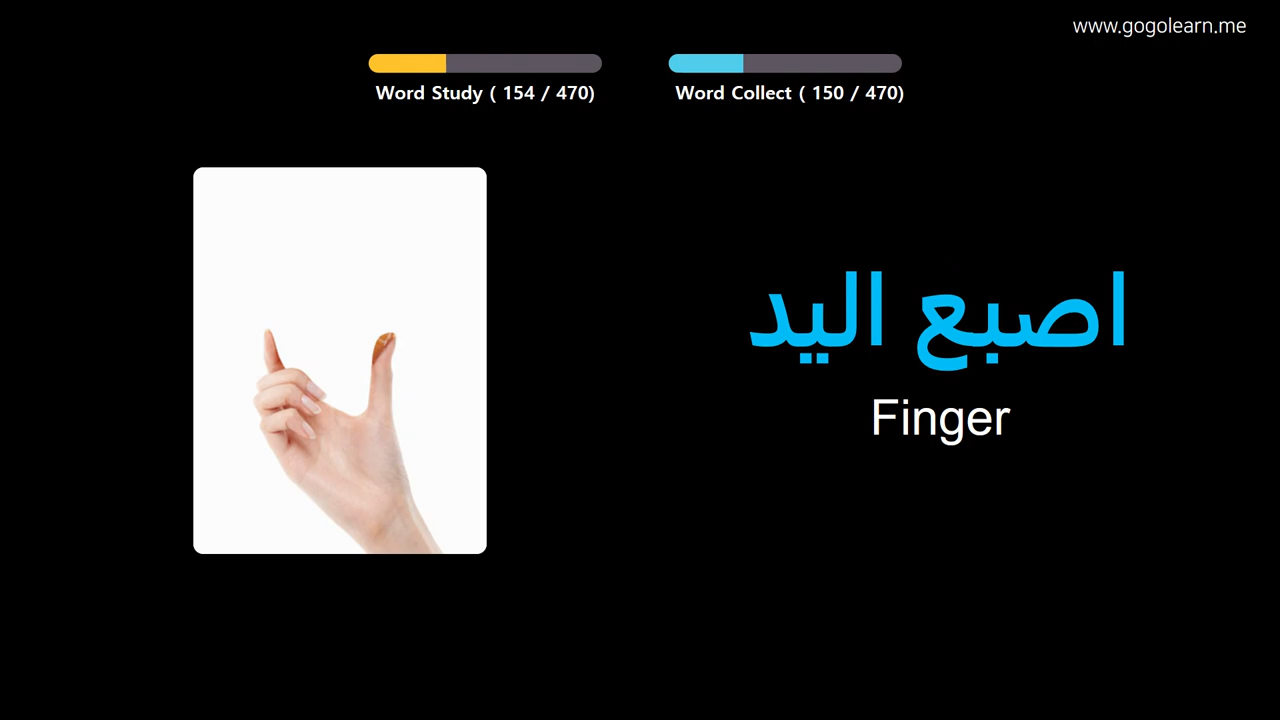 www.gogolearn.me
Word Study ( 154 / 470)
Word Collect ( 150 / 470)
اصبع اليد
Finger